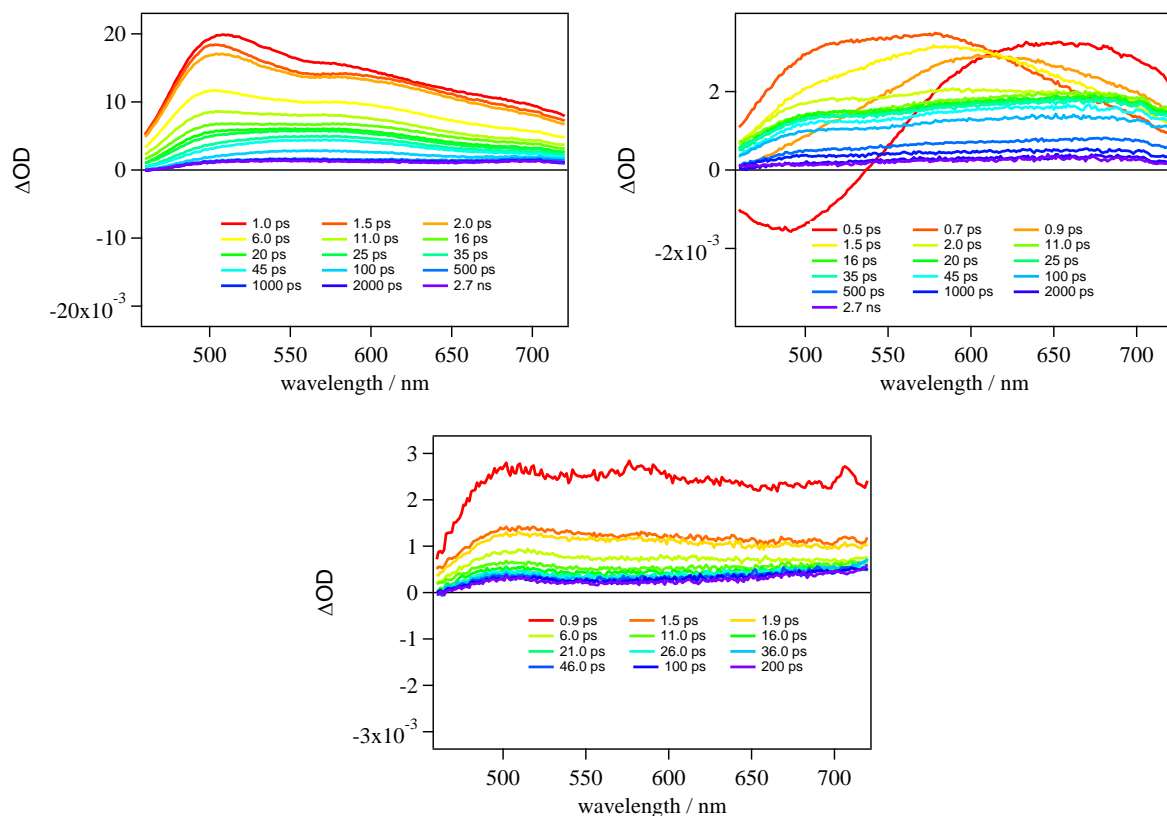 20
10
0
-10
-20x10⁻³
ΔOD
1.0 ps 1.5 ps 2.0 ps
6.0 ps 11.0 ps 16 ps
20 ps 25 ps 35 ps
45 ps 100 ps 500 ps
1000 ps 2000 ps 2.7 ns
500 550 600 650 700
wavelength / nm
2
0
-2x10⁻³
ΔOD
0.5 ps 0.7 ps 0.9 ps
1.5 ps 2.0 ps 11.0 ps
16 ps 20 ps 25 ps
35 ps 45 ps 100 ps
500 ps 1000 ps 2000 ps
2.7 ns
500 550 600 650 700
wavelength / nm
3
2
1
0
-1
-2
-3x10⁻³
ΔOD
0.9 ps 1.5 ps 1.9 ps
6.0 ps 11.0 ps 16.0 ps
21.0 ps 26.0 ps 36.0 ps
46.0 ps 100 ps 200 ps
500 550 600 650 700
wavelength / nm